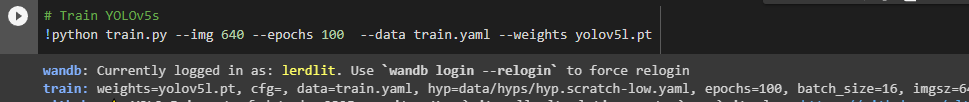 # Train YOLOv5s
!python train.py --img 640 --epochs 100 --data train.yaml --weights yolov5l.pt
wandb: Currently logged in as: lerdlit. Use `wandb login --relogin` to force relogin
train: weights=yolov5l.pt, cfg=, data=train.yaml, hyp=data/hyps/hyp.scratch-low.yaml, epochs=100, batch_size=16, imgsz=6